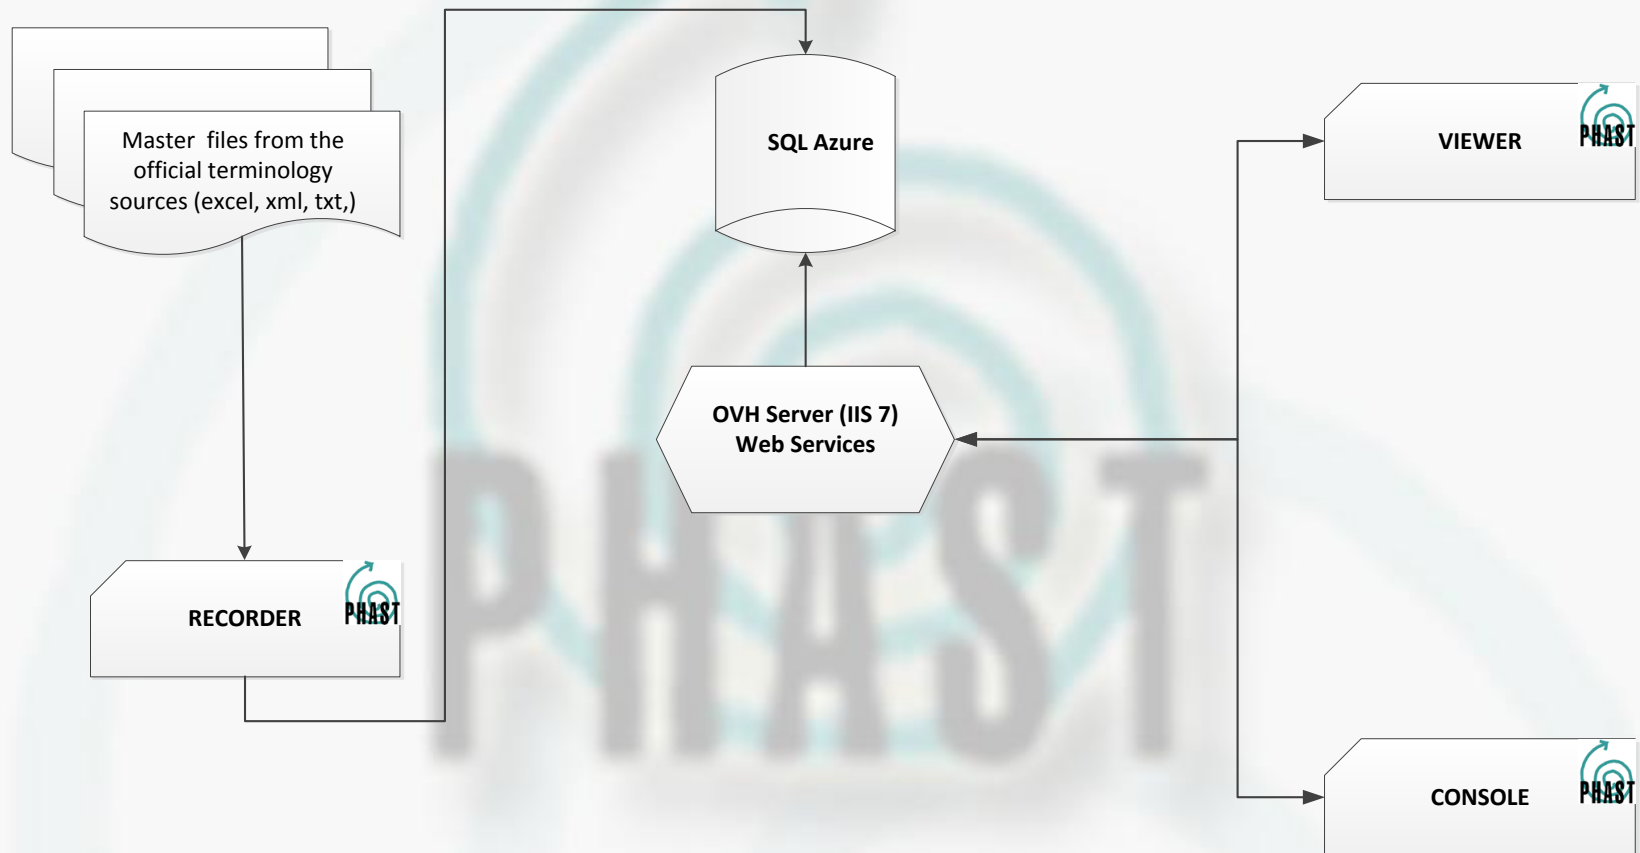 Master  files from the
official terminology
sources (excel, xml, txt,)
SQL Azure
VIEWER
PHAST
OVH Server (IIS 7)
Web Services
RECORDER
PHAST
CONSOLE
PHAST
PHAST